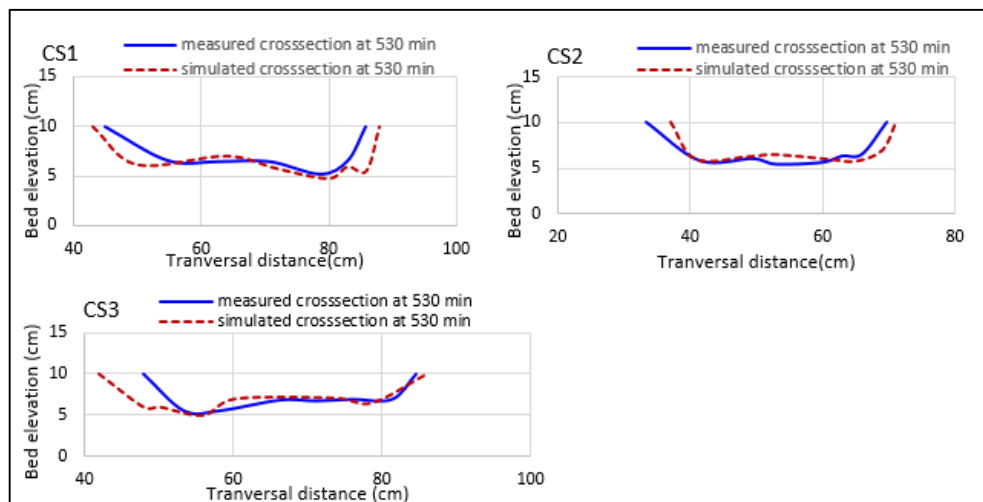 CS1
measured crosssection at 530 min
simulated crosssection at 530 min
Bed elevation (cm)
15
10
5
0
40 60 80 100
Tranversal distance(cm)
CS2
measured crosssection at 530 min
simulated crosssection at 530 min
Bed elevation (cm)
15
10
5
0
20 40 60 80
Tranversal distance(cm)
CS3
measured crosssection at 530 min
simulated crosssection at 530 min
Bed elevation (cm)
15
10
5
0
40 60 80 100
Tranversal distance(cm)